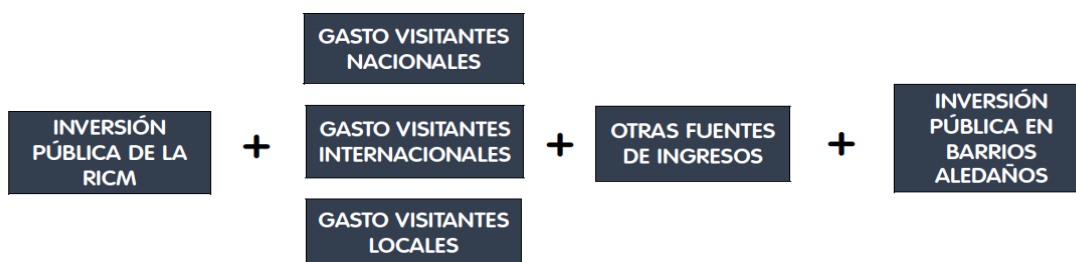 INVERSIÓN
PÚBLICA DE LA
RICM
+
GASTO VISITANTES
NACIONALES
GASTO VISITANTES
INTERNACIONALES
GASTO VISITANTES
LOCALES
+
OTRAS FUENTES
DE INGRESOS
+
INVERSIÓN
PÚBLICA EN
BARRIOS
ALEDAÑOS